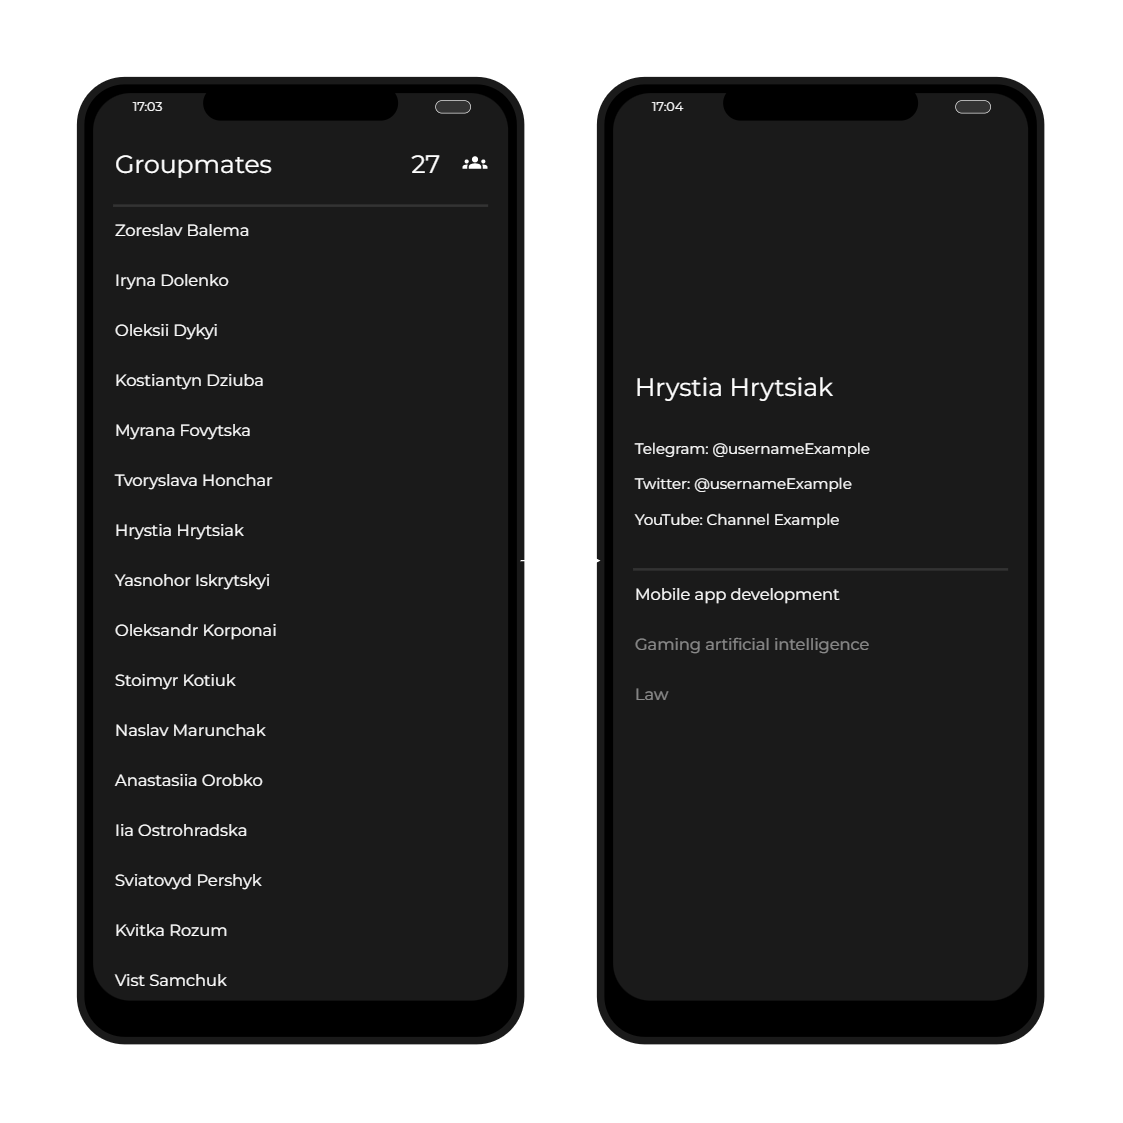 17:03
Groupmates 27
Zoreslav Balema
Iryna Dolenko
Oleksii Dykyi
Kostiantyn Dziuba
Myrana Fovytska
Tvoryslava Honchar
Hrystia Hrytsiak
Yasnohor Iskrytskyi
Oleksandr Korponai
Stoimyr Kotiuk
Naslav Marunchak
Anastasiia Orobko
Iia Ostrohradska
Sviatovyd Pershyk
Kvitka Rozum
Vist Samchuk
17:04
Hrystia Hrytsiak
Telegram: @usernameExample
Twitter: @usernameExample
YouTube: Channel Example
Mobile app development
Gaming artificial intelligence
Law